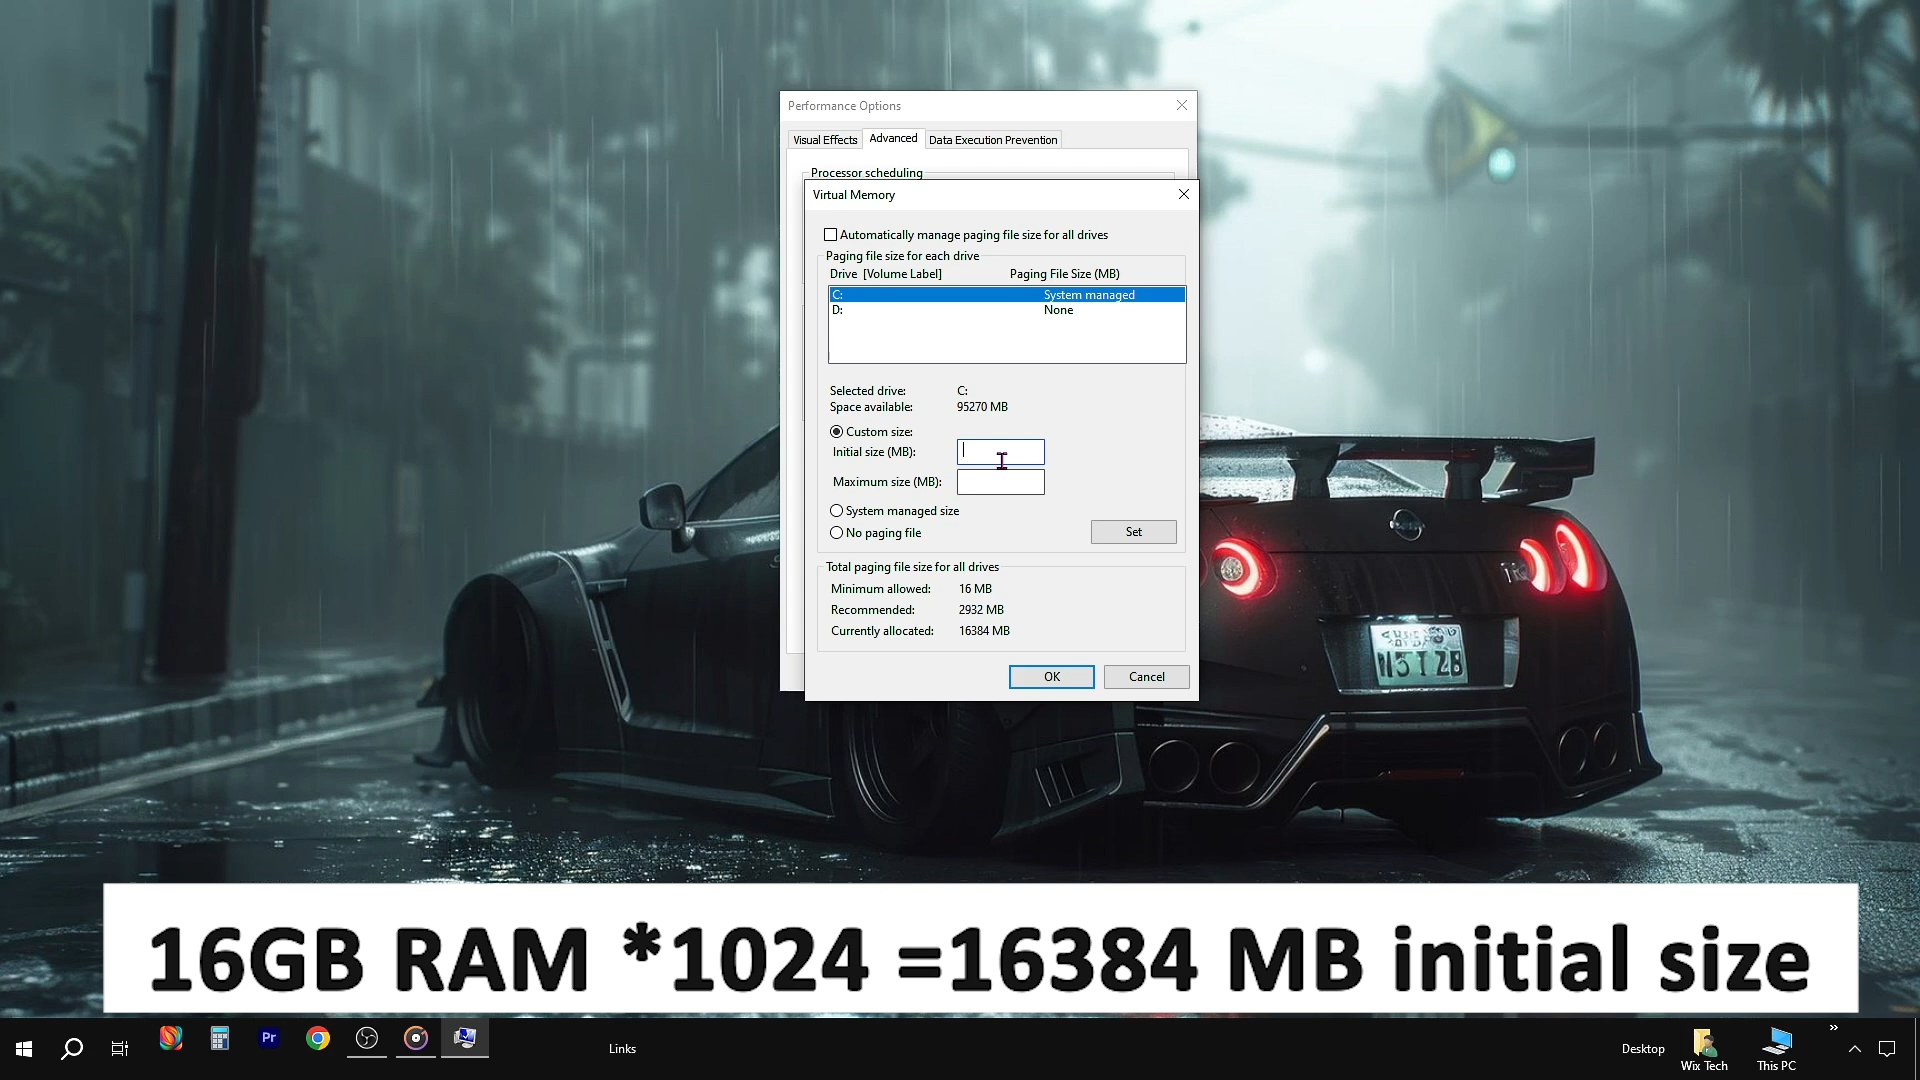 Performance Options
Visual Effects Advanced Data Execution Prevention
Processor scheduling
Virtual Memory
Automatically manage paging file size for all drives
Paging file size for each drive
Drive [Volume Label] Paging File Size (MB)
C: System managed
D: None
Selected drive: C:
Space available: 95270 MB
Custom size:
Initial size (MB):
Maximum size (MB):
System managed size
No paging file
Set
Total paging file size for all drives
Minimum allowed: 16 MB
Recommended: 2932 MB
Currently allocated: 16384 MB
OK Cancel
16GB RAM *1024 =16384 MB initial size
Pr
Links
Desktop
Wix Tech
This PC